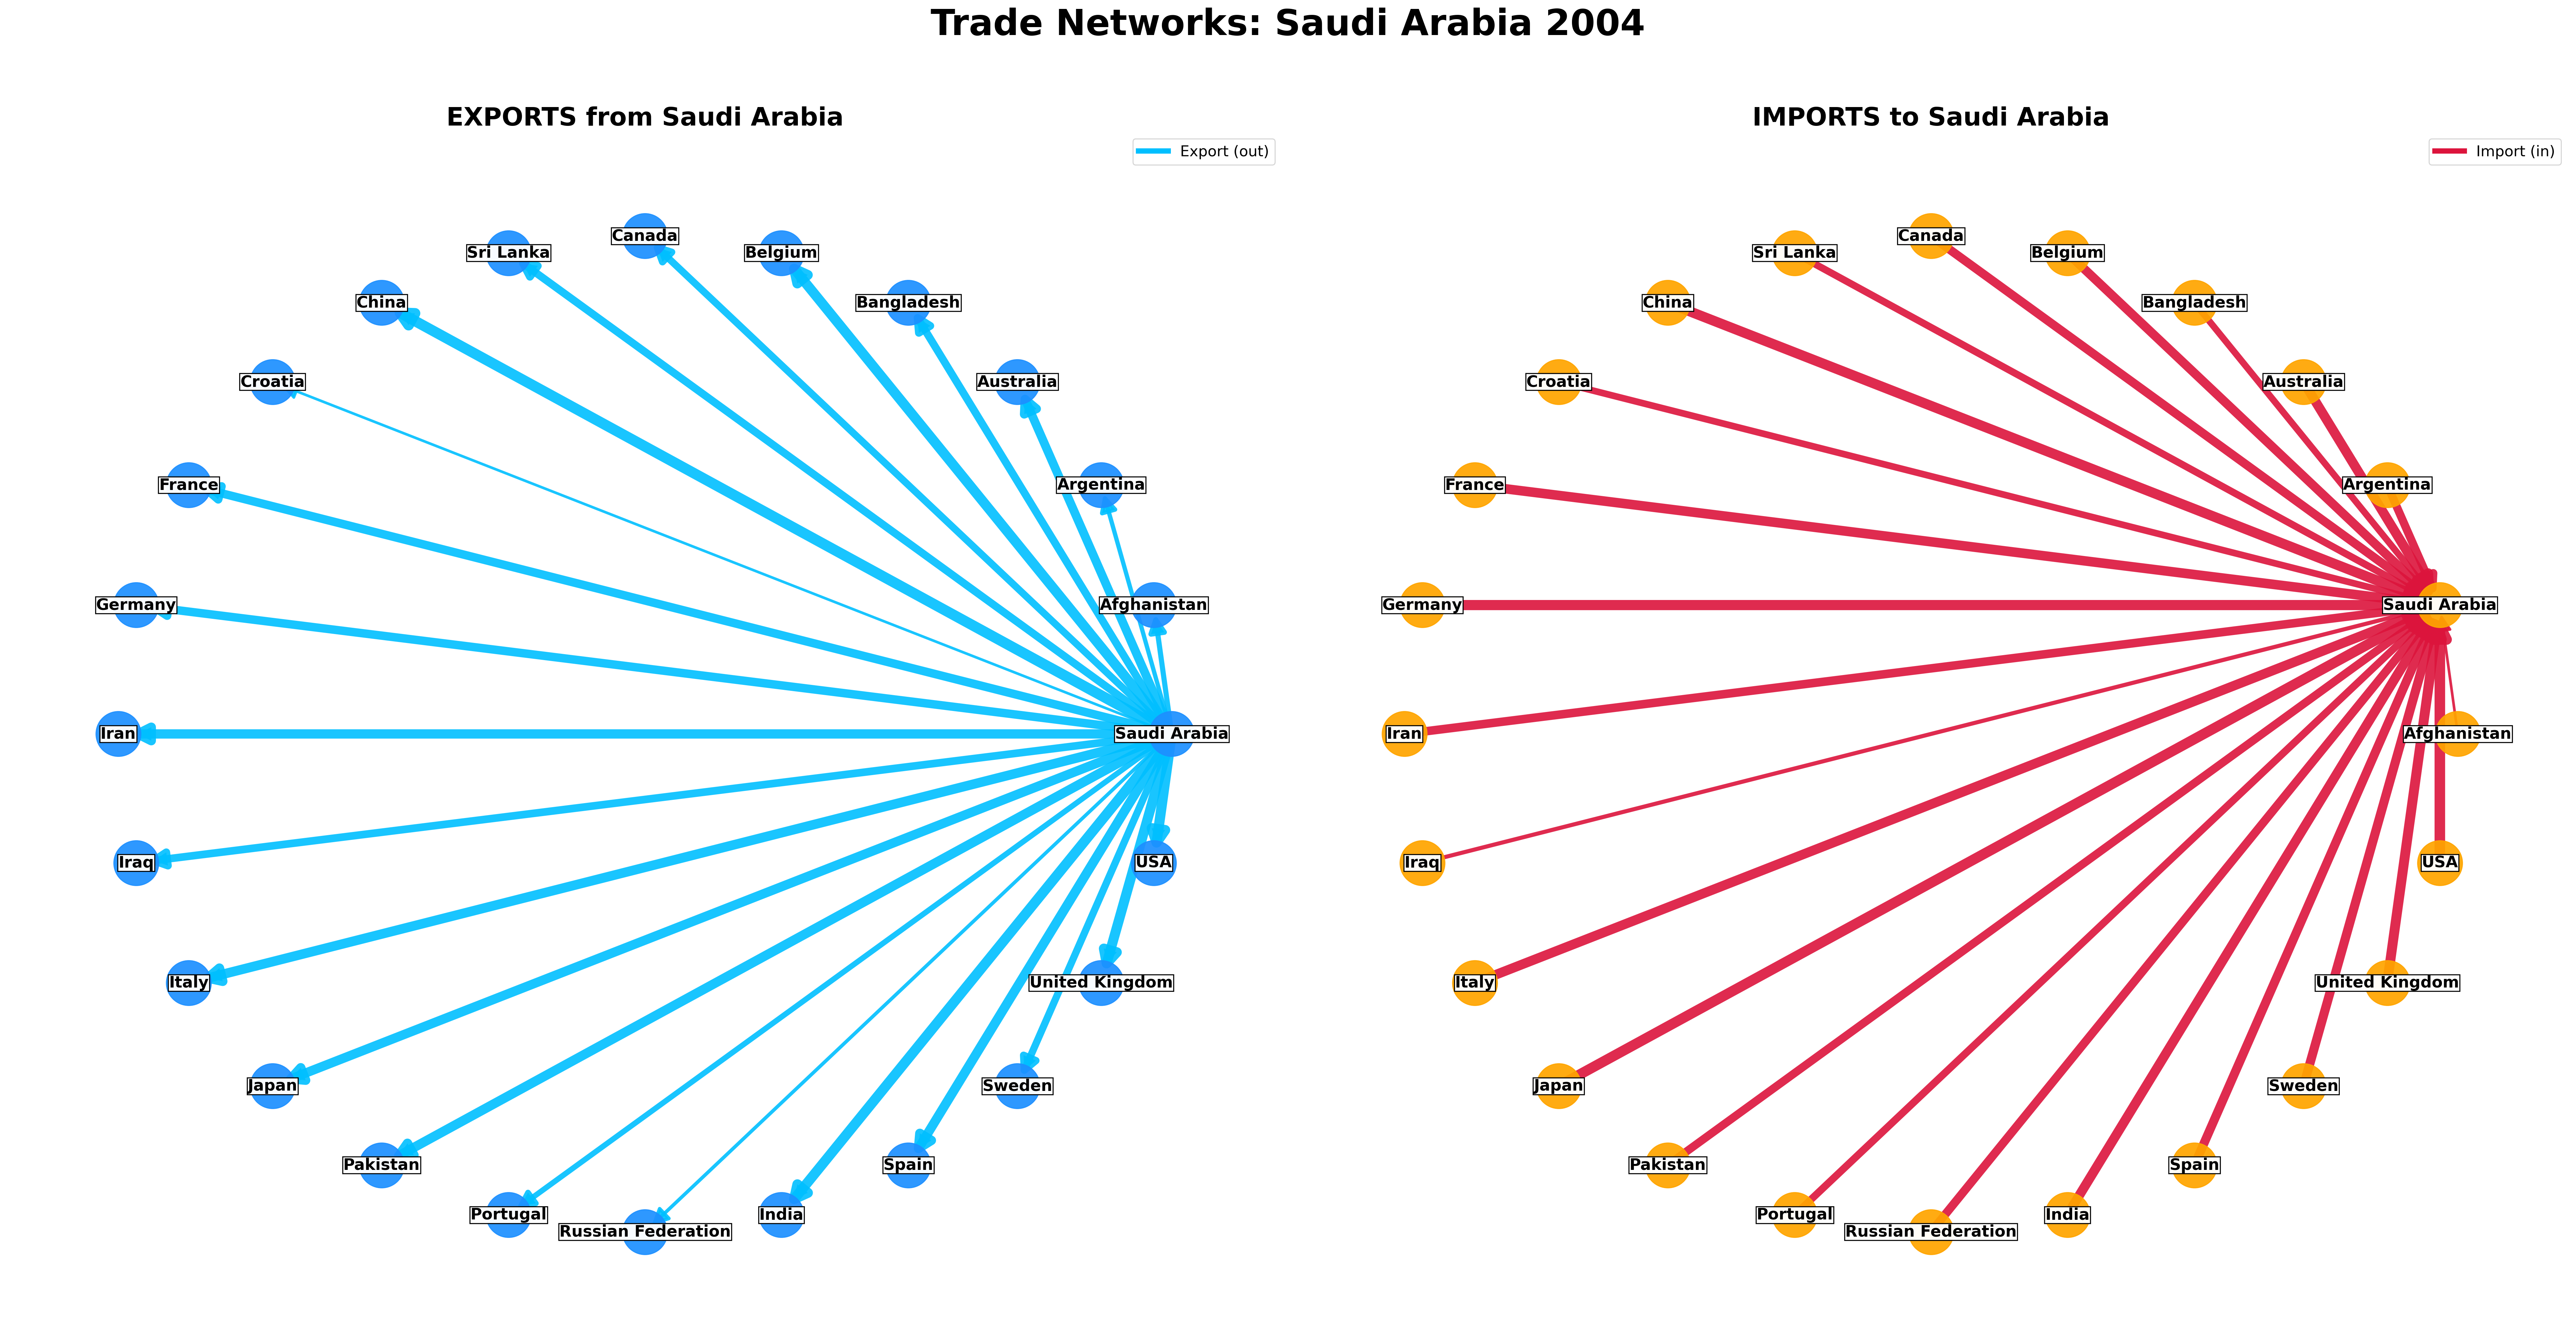 Trade Networks: Saudi Arabia 2004
EXPORTS from Saudi Arabia
Export (out)
Canada
Sri Lanka
Belgium
China
Bangladesh
Croatia
Australia
France
Argentina
Germany
Afghanistan
Iran
Saudi Arabia
Iraq
USA
Italy
United Kingdom
Japan
Sweden
Pakistan
Spain
Portugal
India
Russian Federation
IMPORTS to Saudi Arabia
Import (in)
Canada
Sri Lanka
Belgium
China
Bangladesh
Croatia
Australia
France
Argentina
Germany
Saudi Arabia
Iran
Afghanistan
Iraq
USA
Italy
United Kingdom
Japan
Sweden
Pakistan
Spain
Portugal
India
Russian Federation